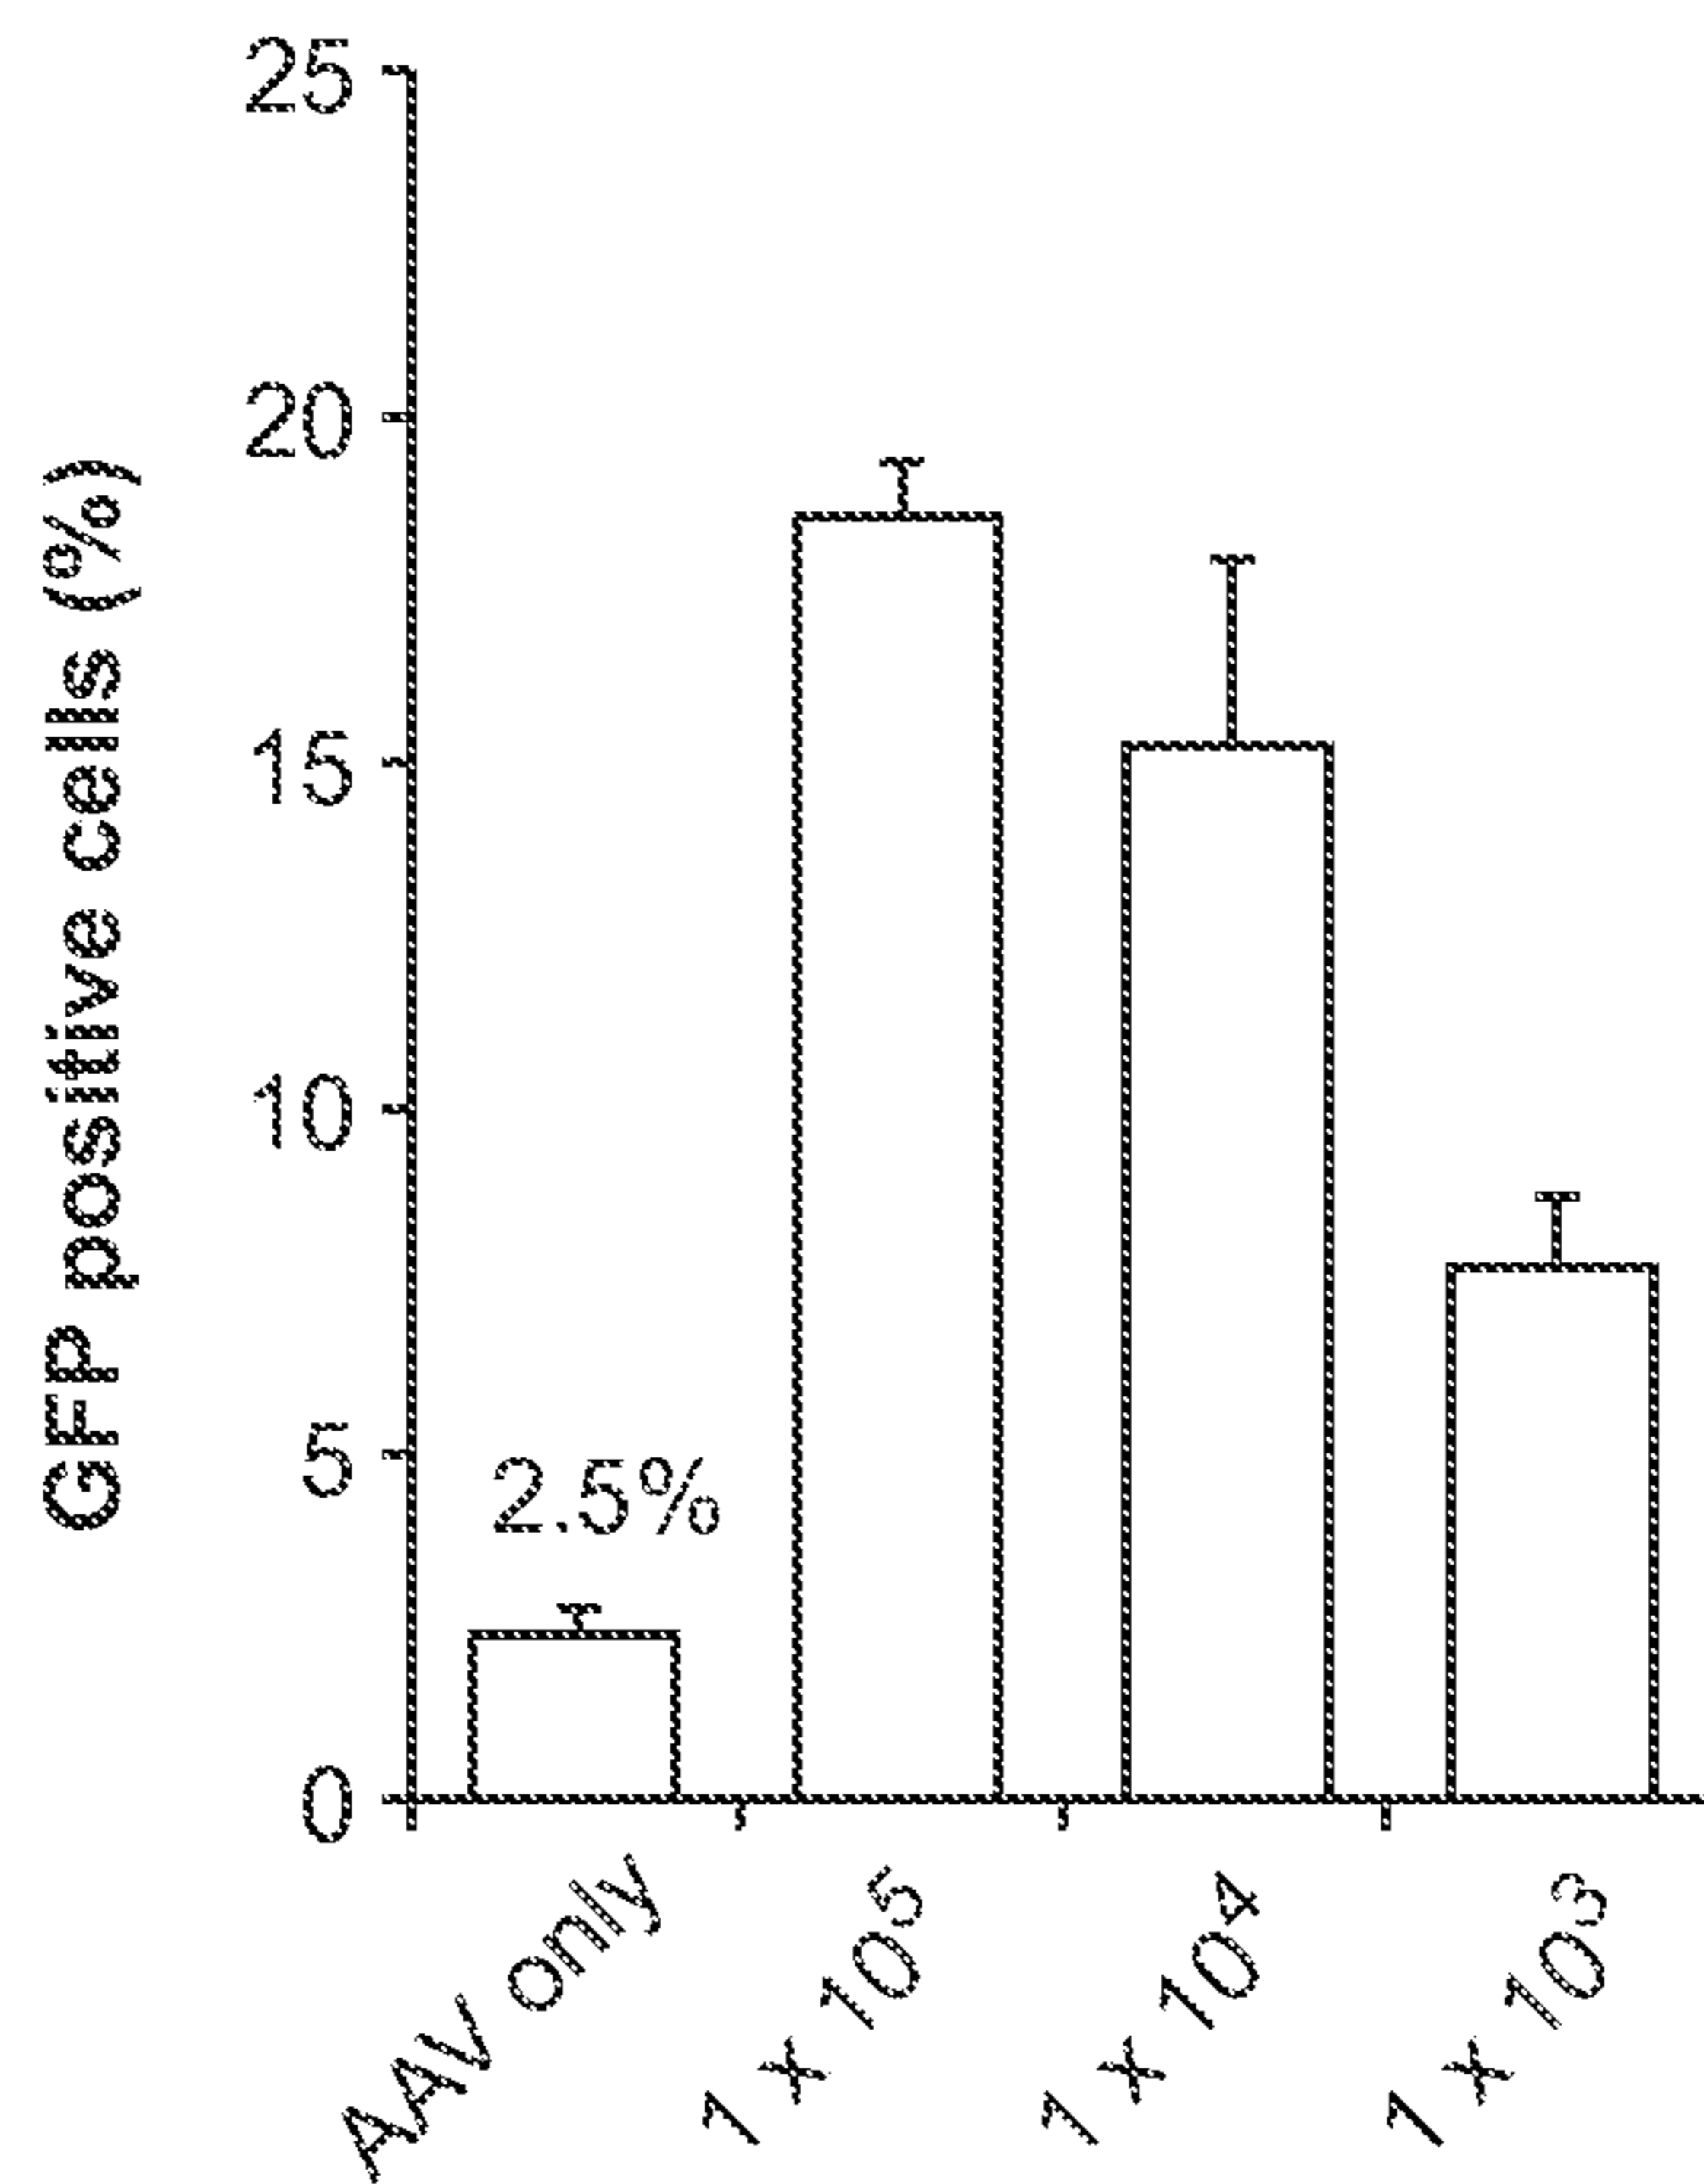 GFP positive cells (%)
25
20
15
10
5
0
2.5%
AAV only
1 x 10⁵
1 x 10⁴
1 x 10³